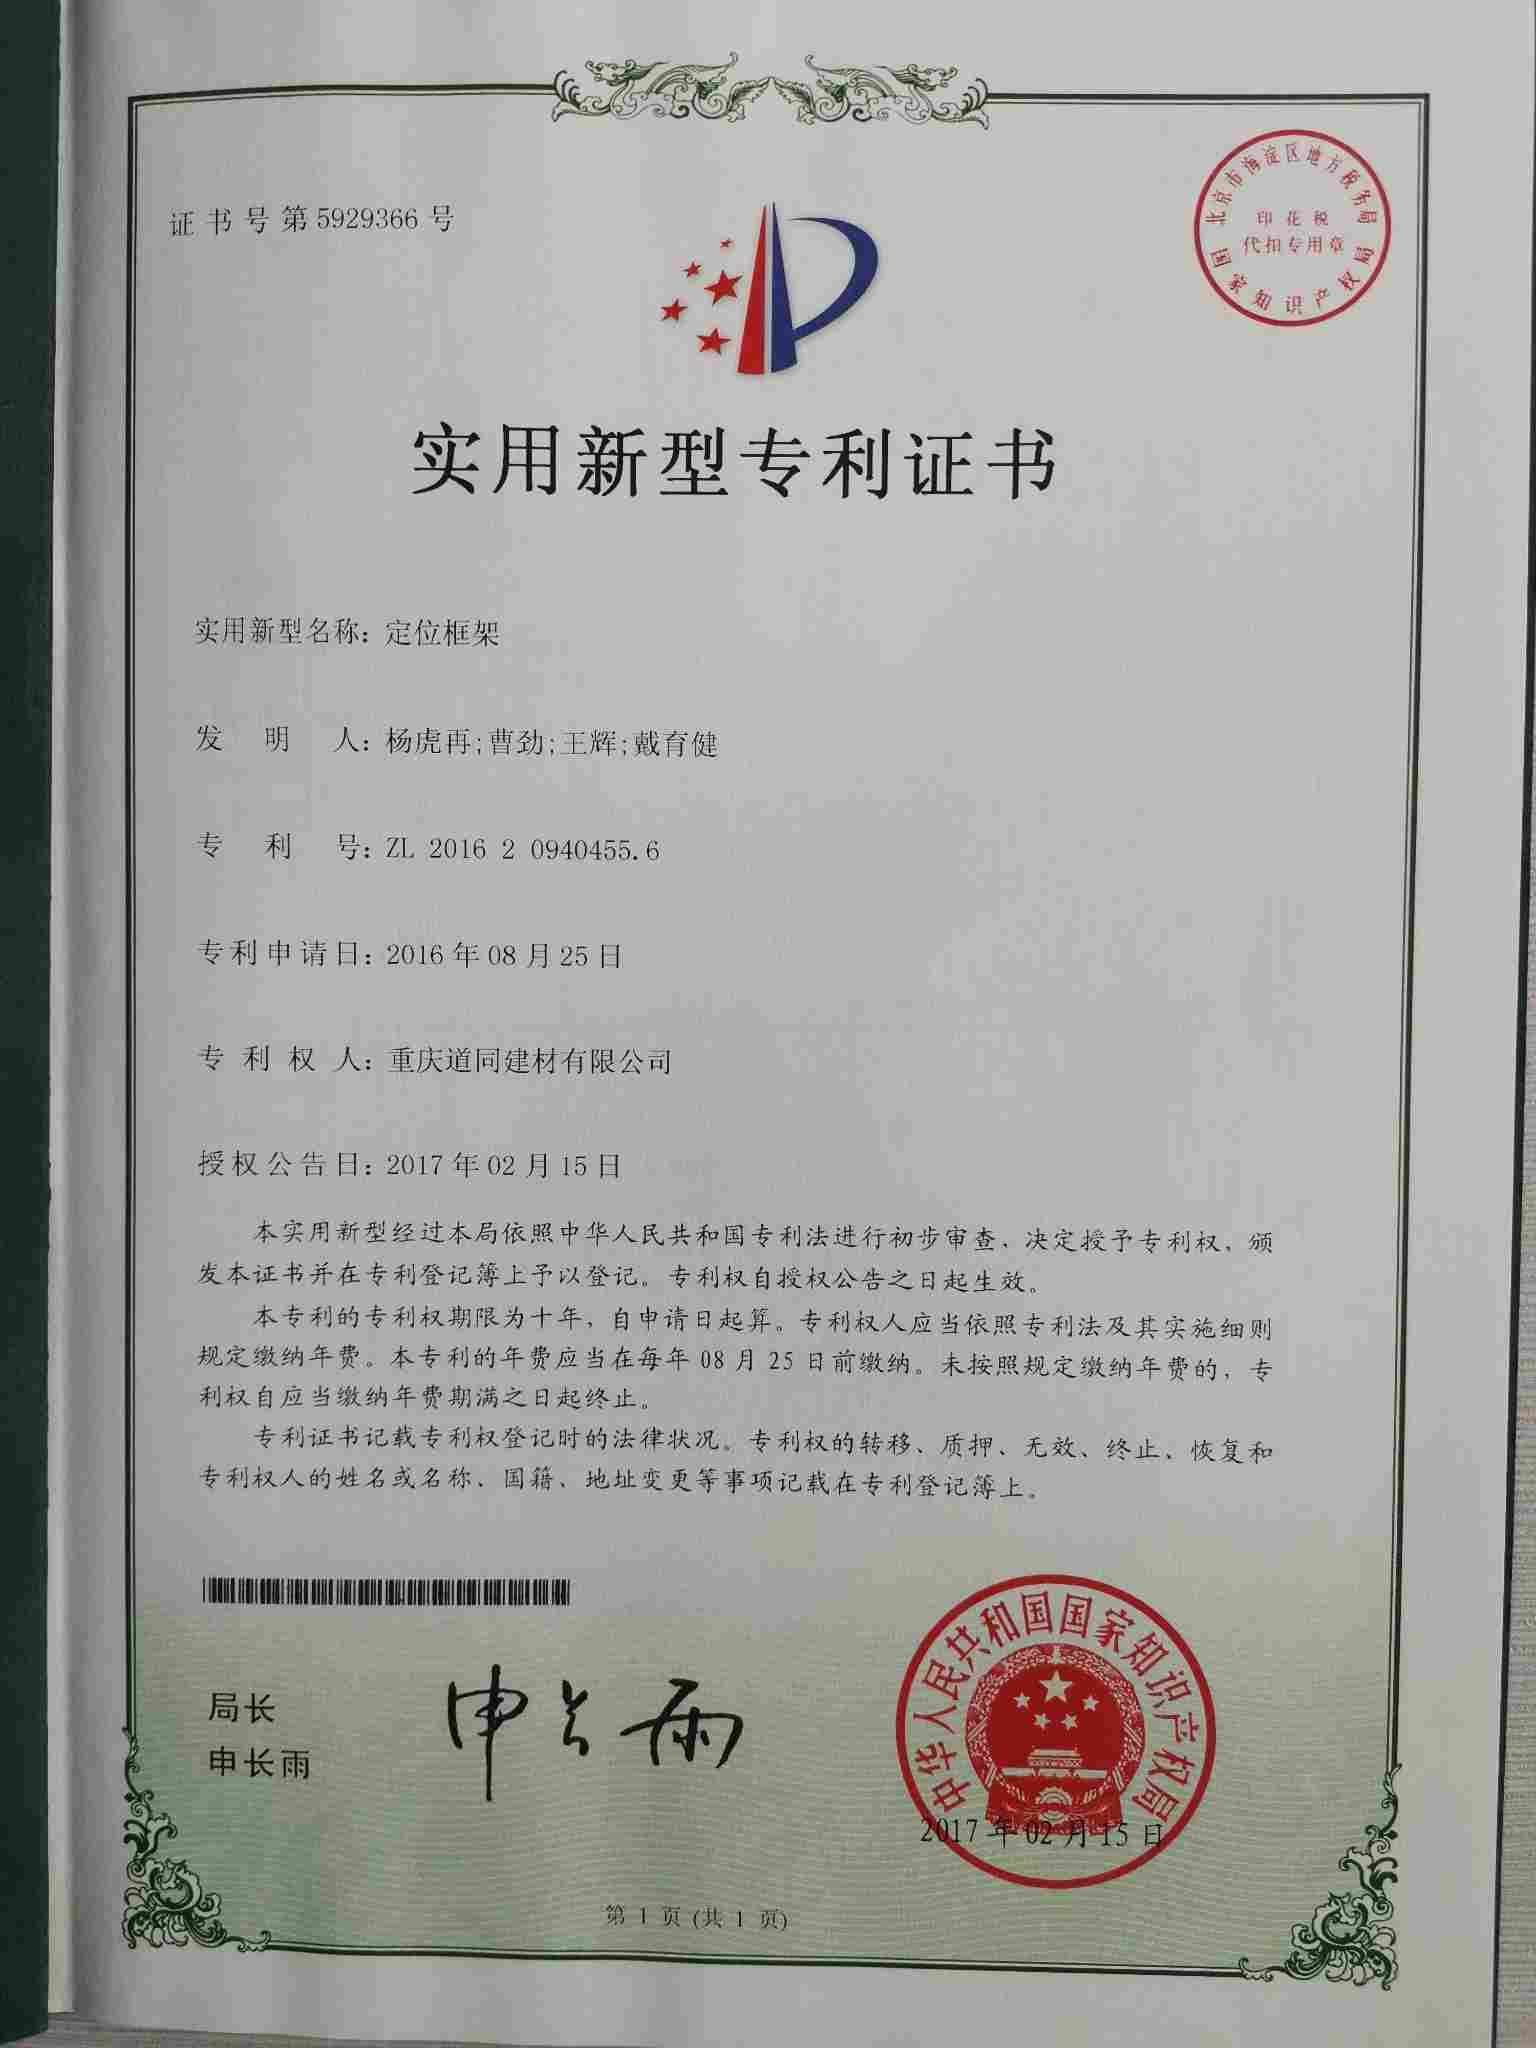 证书号第5929366号
北京市海淀区地方税务局
印花税
代扣专用章
国家知识产权局
实用新型专利证书
实用新型名称：定位框架
发明人：杨虎再;曹劲;王辉;戴育健
专利号：ZL 2016 2 0940455.6
专利申请日：2016年08月25日
专利权人：重庆道同建材有限公司
授权公告日：2017年02月15日
本实用新型经过本局依照中华人民共和国专利法进行初步审查、决定授予专利权、颁
发本证书并在专利登记簿上予以登记。专利权自授权公告之日起生效。
本专利的专利权期限为十年，自申请日起算。专利权人应当依照专利法及其实施细则
规定缴纳年费。本专利的年费应当在每年08月25日前缴纳。未按照规定缴纳年费的，专
利权自应当缴纳年费期满之日起终止。
专利证书记载专利权登记时的法律状况。专利权的转移、质押、无效、终止、恢复和
专利权人的姓名或名称、国籍、地址变更等事项记载在专利登记簿上。
局长
申长雨
申长雨
中华人民共和国国家知识产权局
2017年02月15日
第1页(共1页)